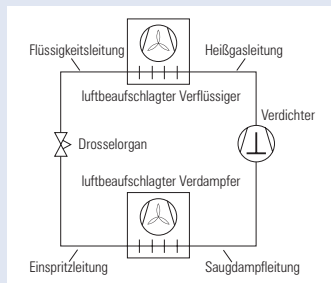 Flüssigkeitsleitung
Heißgasleitung
luftbeaufschlagter Verflüssiger
Verdichter
Drosselorgan
luftbeaufschlagter Verdampfer
Einspritzleitung
Saugdampfleitung